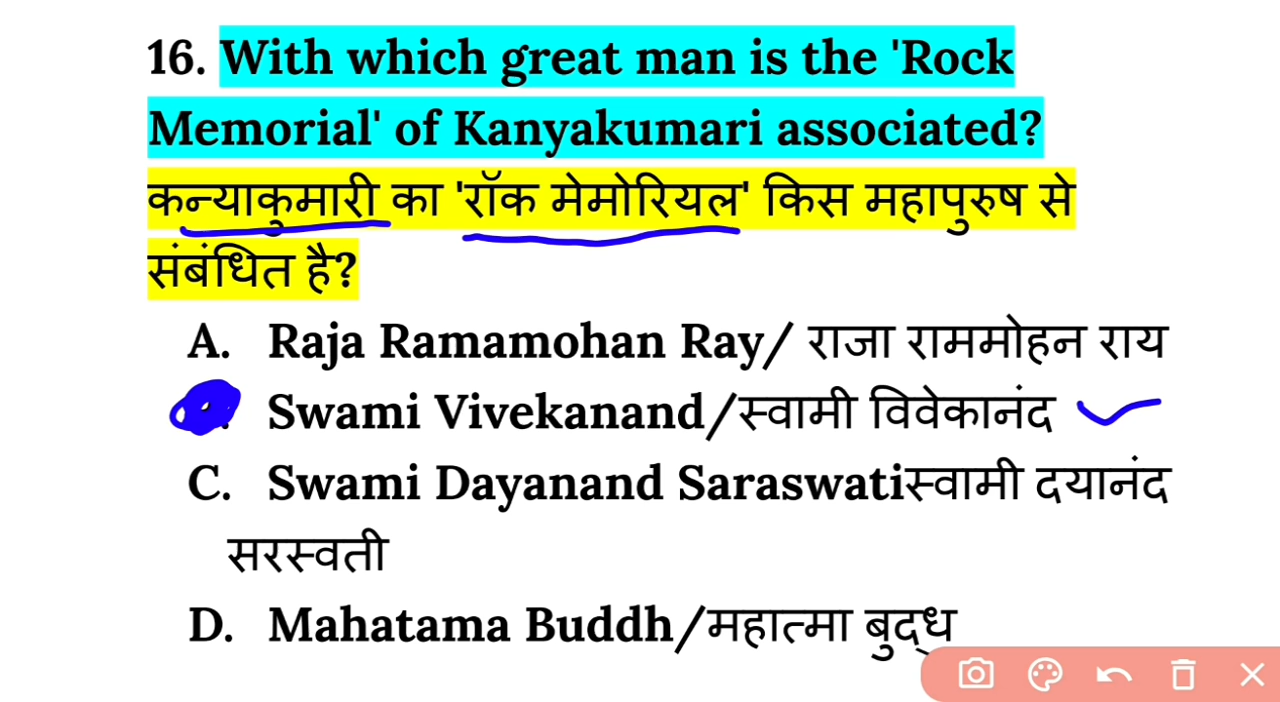 16. With which great man is the 'Rock
Memorial' of Kanyakumari associated?
कन्याकुमारी का 'रॉक मेमोरियल' किस महापुरुष से
संबंधित है?
A. Raja Ramamohan Ray/ राजा राममोहन राय
Swami Vivekanand/स्वामी विवेकानंद
C. Swami Dayanand Saraswatiस्वामी दयानंद
सरस्वती
D. Mahatama Buddh/महात्मा बुद्ध